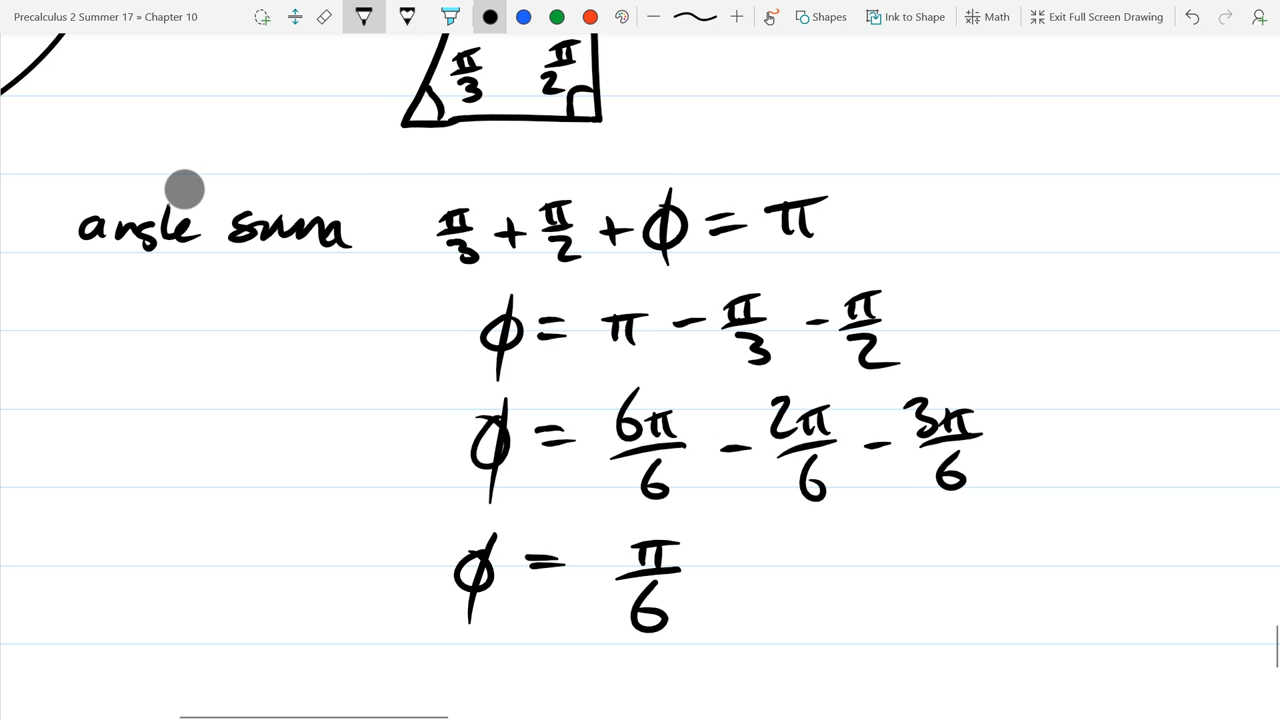 Precalculus 2 Summer 17 » Chapter 10 Shapes Ink to Shape Math Exit Full Screen Drawing
π/3 π/2
angle sum π/3 + π/2 + ϕ = π
ϕ = π - π/3 - π/2
ϕ = 6π/6 - 2π/6 - 3π/6
ϕ = π/6